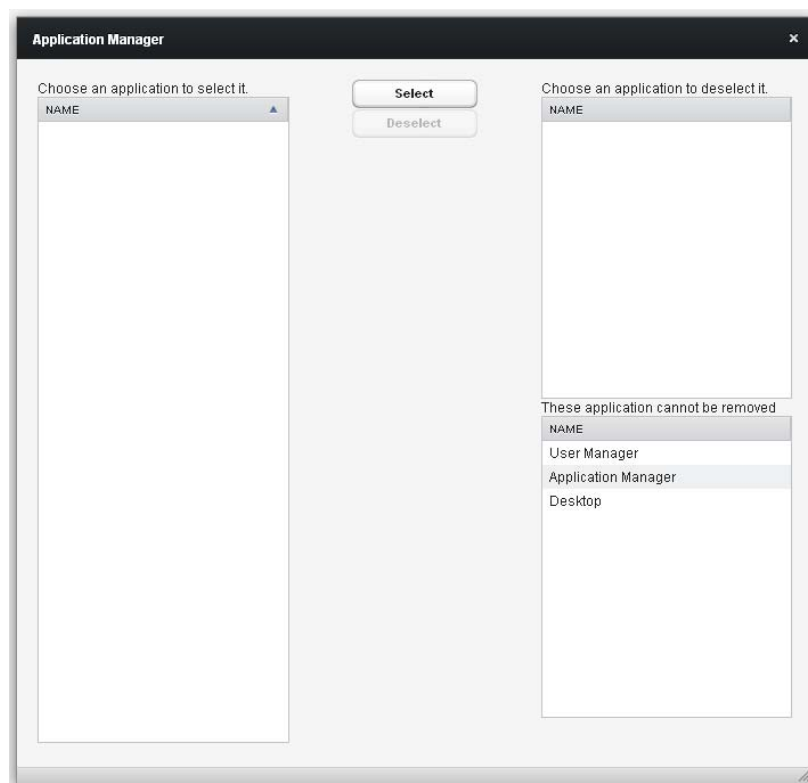 Application Manager
×
Choose an application to select it.
NAME
Select
Deselect
Choose an application to deselect it.
NAME
These application cannot be removed
NAME
User Manager
Application Manager
Desktop